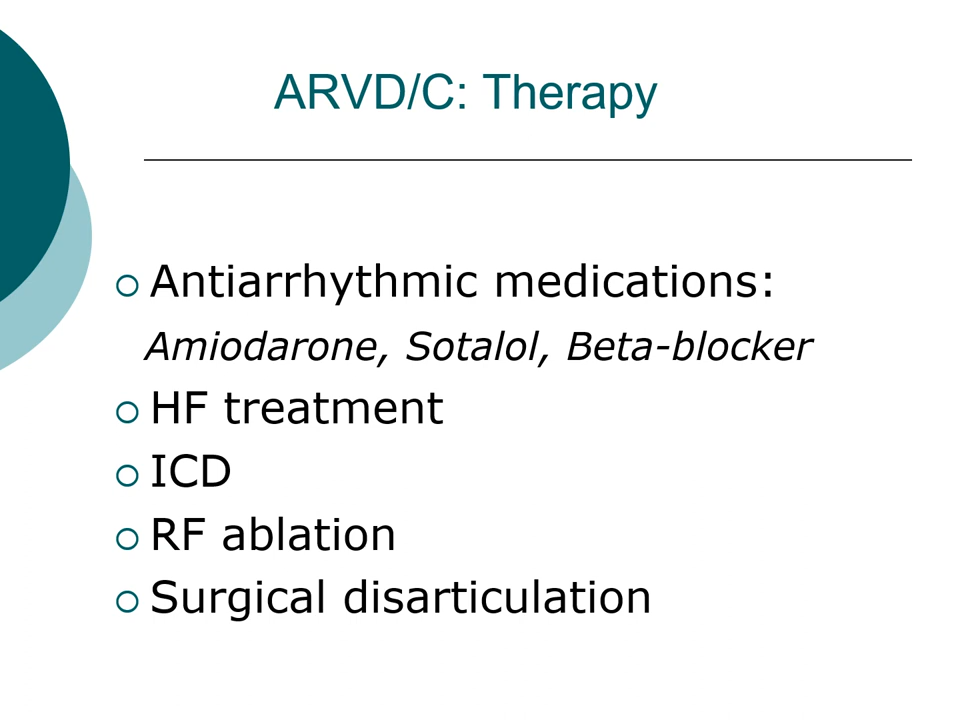 ARVD/C: Therapy
Antiarrhythmic medications:
Amiodarone, Sotalol, Beta-blocker
HF treatment
ICD
RF ablation
Surgical disarticulation